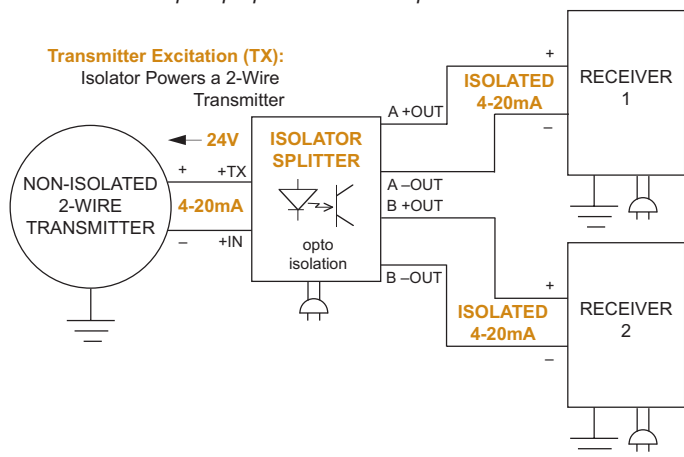 Transmitter Excitation (TX):
Isolator Powers a 2-Wire
Transmitter
24V
NON-ISOLATED
2-WIRE
TRANSMITTER
+
+TX
4-20mA
–
+IN
ISOLATOR
SPLITTER
opto
isolation
A +OUT
A –OUT
B +OUT
B –OUT
ISOLATED
4-20mA
+
–
RECEIVER
1
ISOLATED
4-20mA
+
–
RECEIVER
2